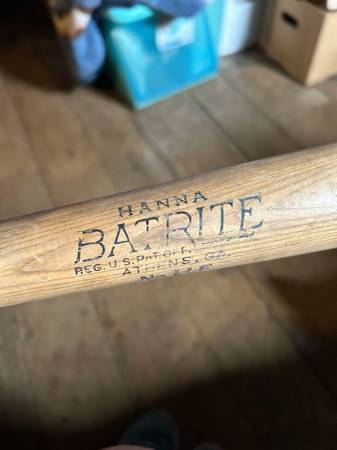 HANNA
BATRITE
REG. U.S. PAT. OFF.
ATHENS, GA.